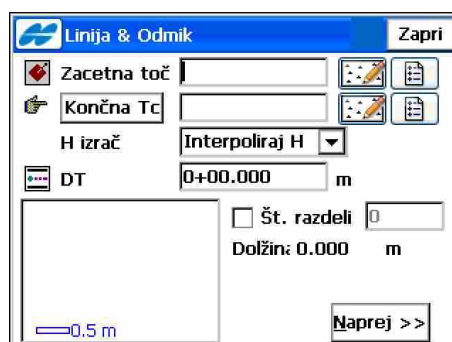 Linija & Odmik Zapri
Zacetna toč
Končna Tc
H izrač Interpoliraj H
DT 0+00.000 m
Št. razdeli 0
Dolžina 0.000 m
0.5 m
Naprej >>